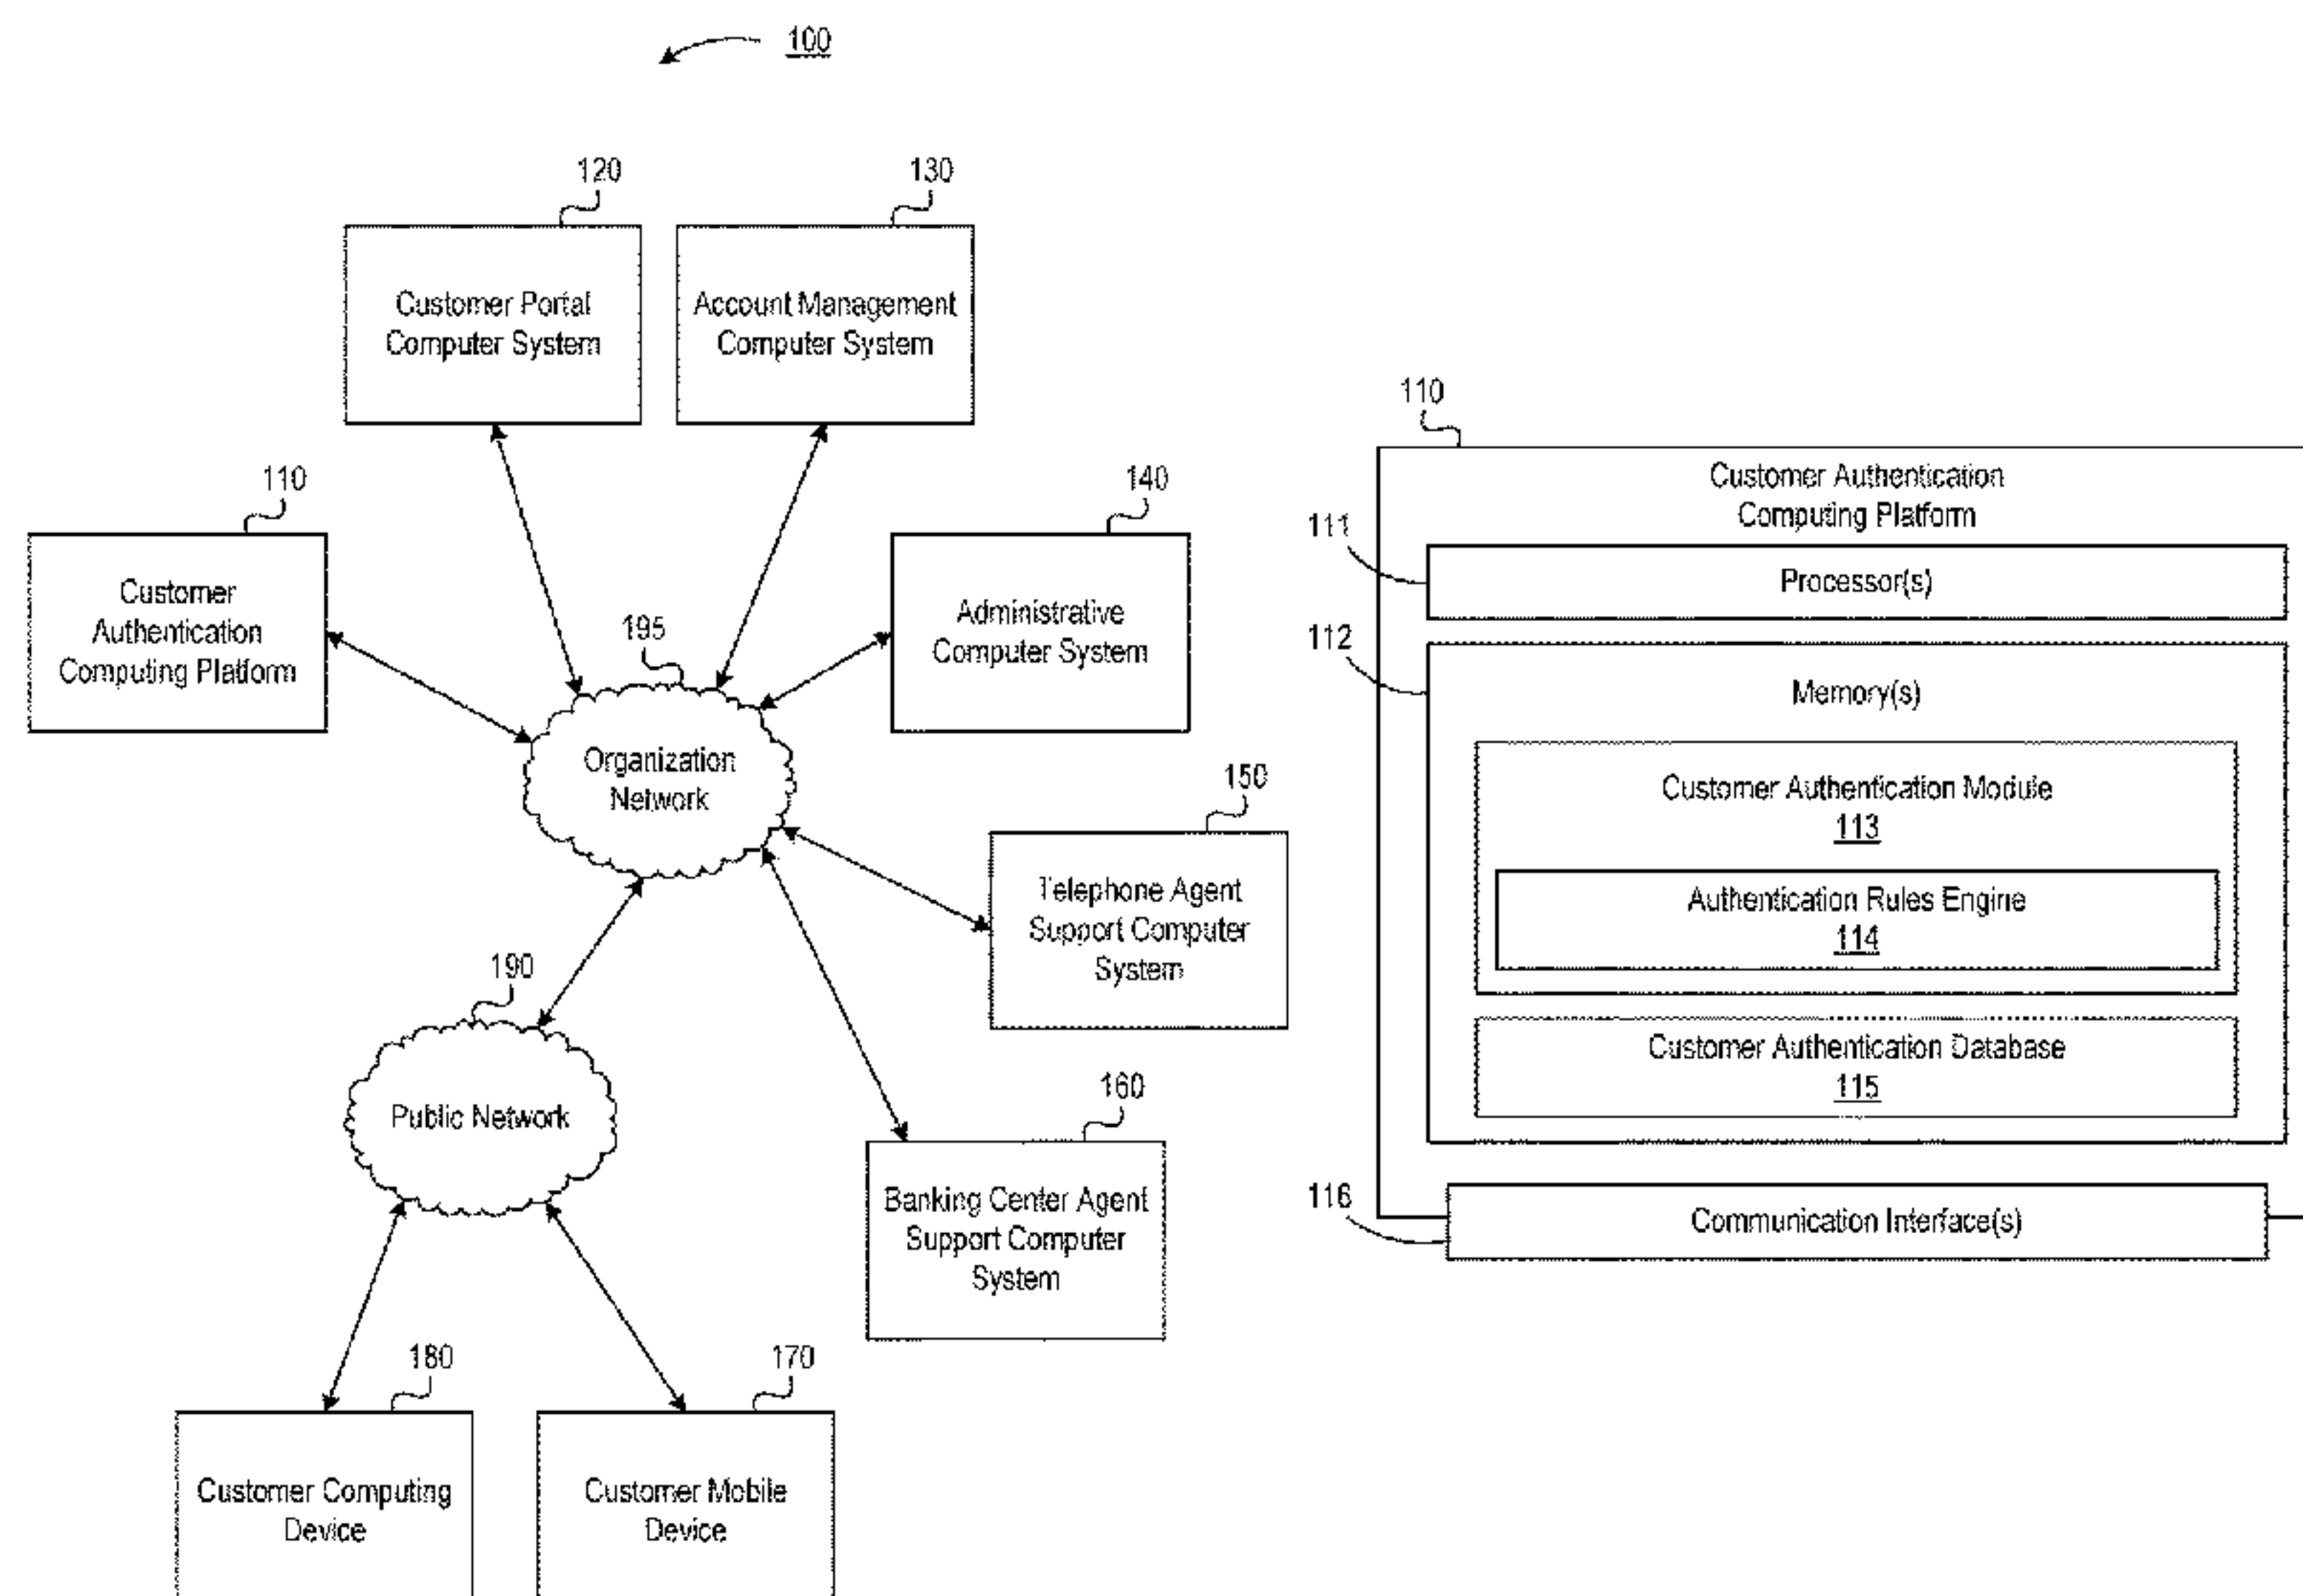 100
120
130
Customer Portal
Computer System
Account Management
Computer System
110
140
Customer
Authentication
Computing Platform
Administrative
Computer System
195
Organization
Network
150
Telephone Agent
Support Computer
System
190
Public Network
160
Banking Center Agent
Support Computer
System
180
170
Customer Computing
Device
Customer Mobile
Device
110
Customer Authentication
Computing Platform
111
Processor(s)
112
Memory(s)
Customer Authentication Module
113
Authentication Rules Engine
114
Customer Authentication Database
115
116
Communication Interface(s)